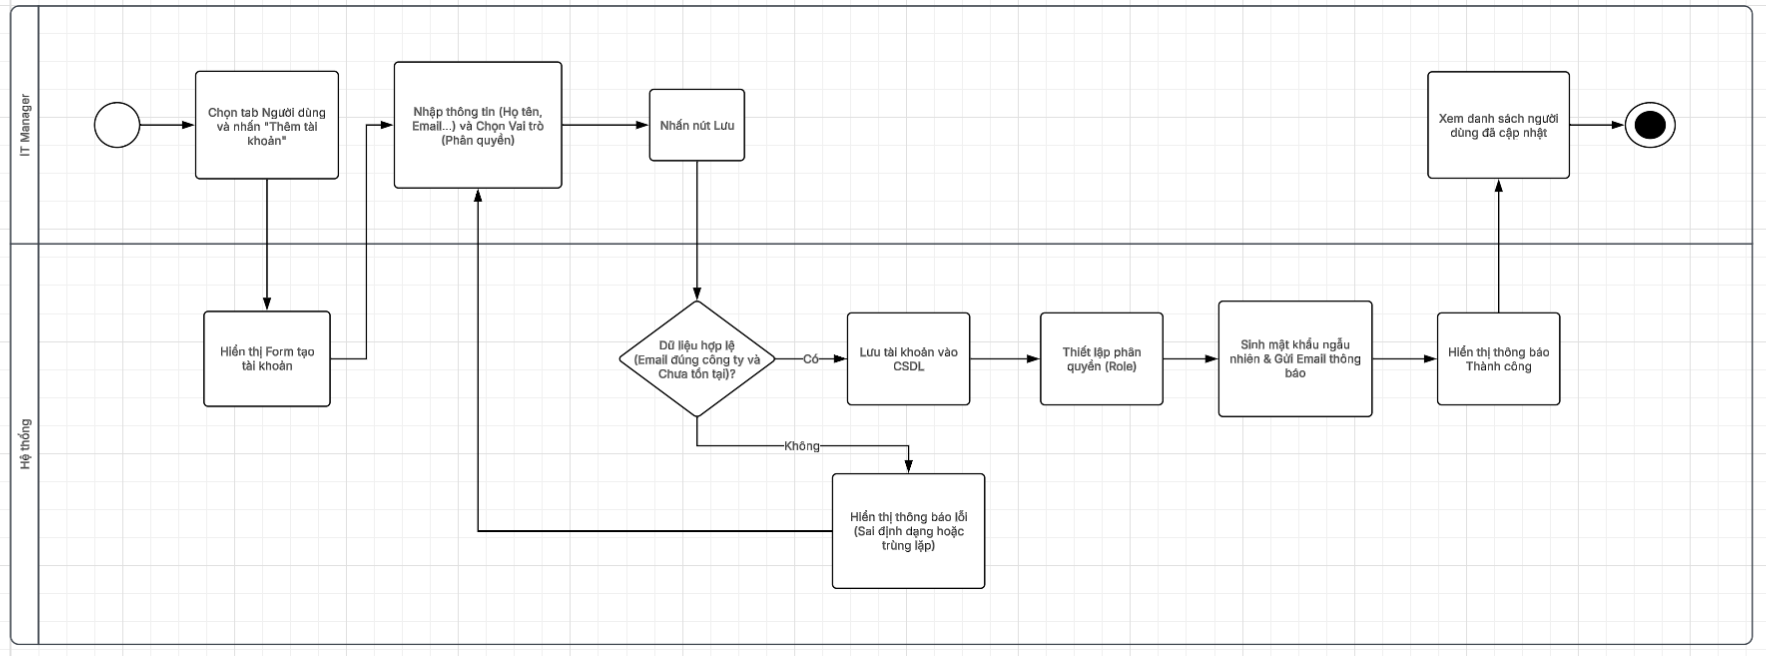 IT Manager
Chọn tab Người dùng
và nhấn "Thêm tài
khoản"
Nhập thông tin (Họ tên,
Email...) và Chọn Vai trò
(Phân quyền)
Nhấn nút Lưu
Xem danh sách người
dùng đã cập nhật
Hệ thống
Hiển thị Form tạo
tài khoản
Dữ liệu hợp lệ
(Email đúng công ty và
Chưa tồn tại)?
Có
Lưu tài khoản vào
CSDL
Thiết lập phân
quyền (Role)
Sinh mật khẩu ngẫu
nhiên & Gửi Email thông
báo
Hiển thị thông báo
Thành công
Không
Hiển thị thông báo lỗi
(Sai định dạng hoặc
trùng lặp)